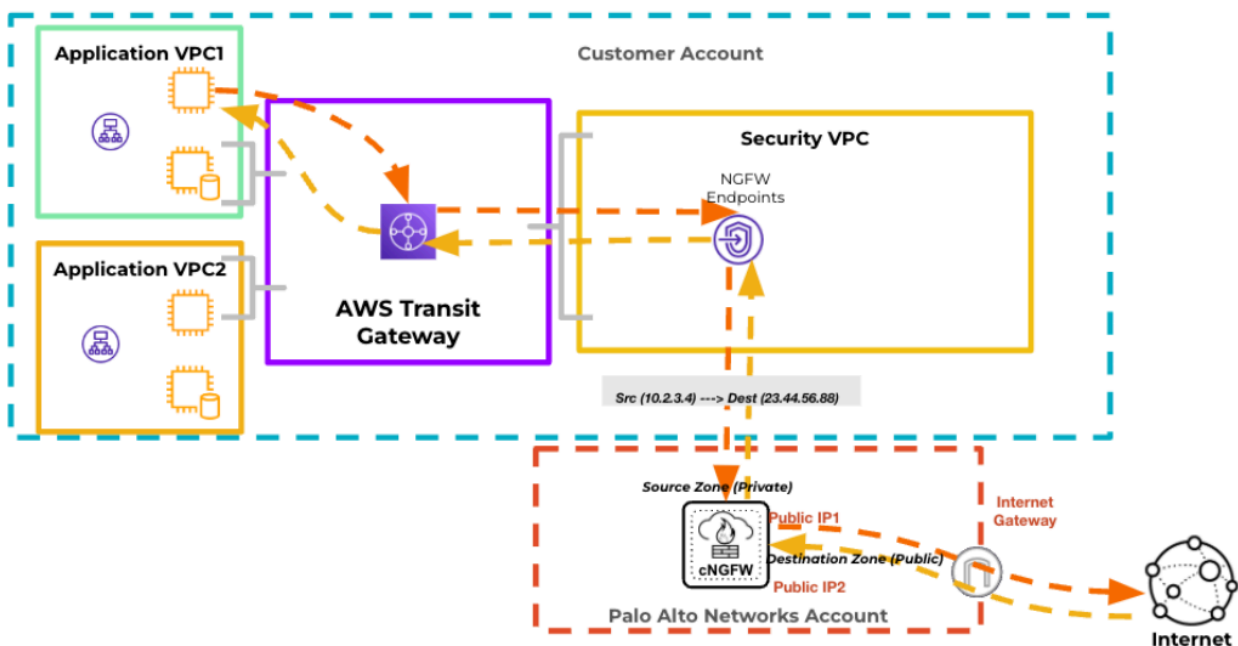 Customer Account
Application VPC1
Application VPC2
AWS Transit
Gateway
Security VPC
NGFW
Endpoints
Src (10.2.3.4) ---> Dest (23.44.56.88)
Source Zone (Private)
Public IP1
Destination Zone (Public)
cNGFW
Public IP2
Palo Alto Networks Account
Internet
Gateway
Internet